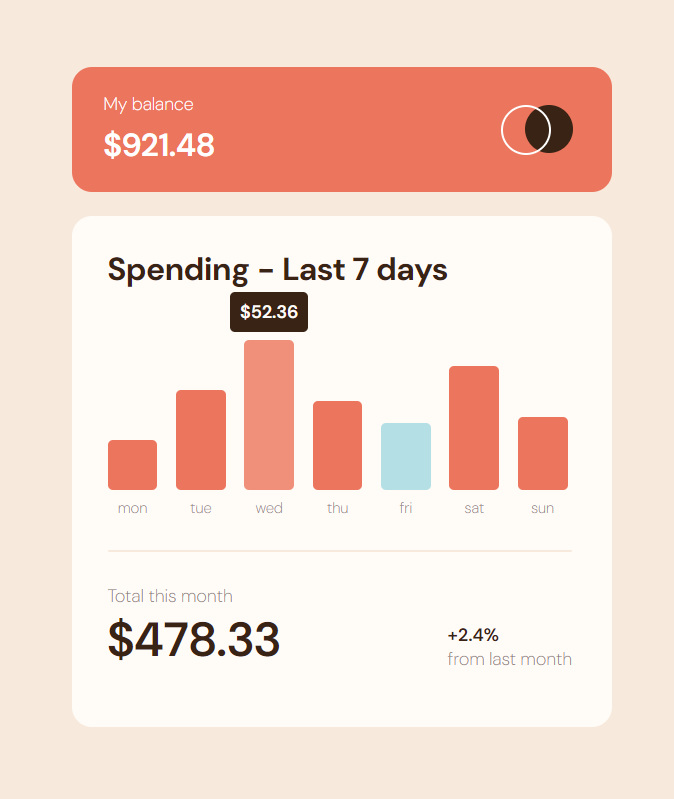 My balance
$921.48
Spending - Last 7 days
$52.36
mon tue wed thu fri sat sun
Total this month
$478.33
+2.4%
from last month